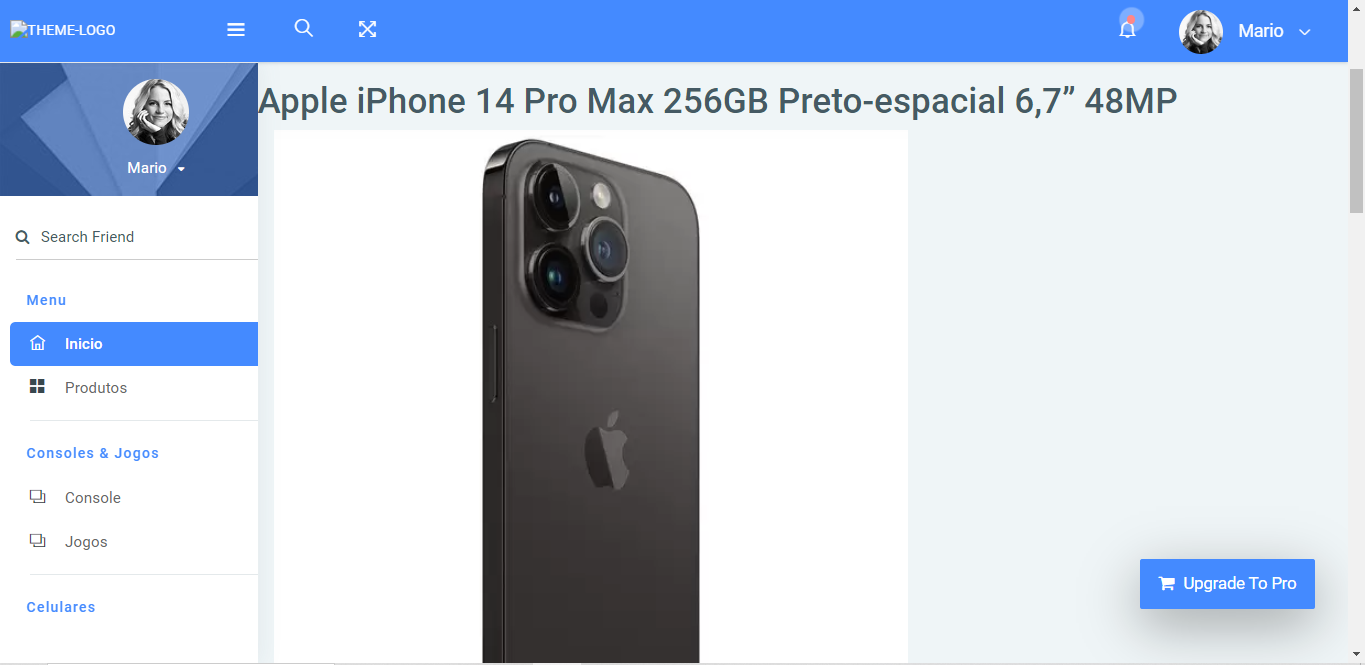 THEME-LOGO
Mario
Apple iPhone 14 Pro Max 256GB Preto-espacial 6,7” 48MP
Mario
Search Friend
Menu
Inicio
Produtos
Consoles & Jogos
Console
Jogos
Celulares
Upgrade To Pro